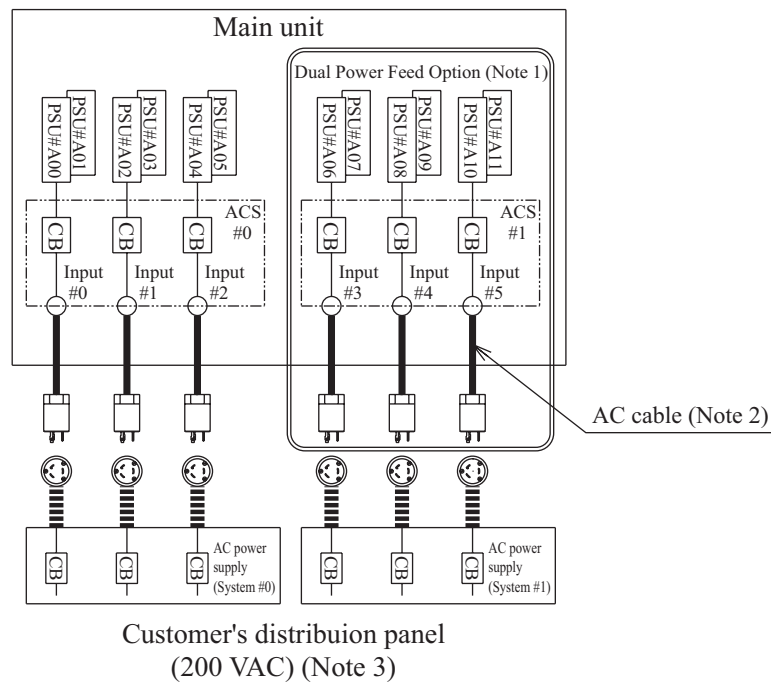 Main unit
Dual Power Feed Option (Note 1)
PSU#A00
PSU#A01
PSU#A02
PSU#A03
PSU#A04
PSU#A05
PSU#A06
PSU#A07
PSU#A08
PSU#A09
PSU#A10
PSU#A11
ACS
#0
ACS
#1
CB
CB
CB
CB
CB
CB
Input
#0
Input
#1
Input
#2
Input
#3
Input
#4
Input
#5
AC cable (Note 2)
CB
CB
CB
AC power
supply
(System #0)
CB
CB
CB
AC power
supply
(System #1)
Customer's distribuion panel
(200 VAC) (Note 3)